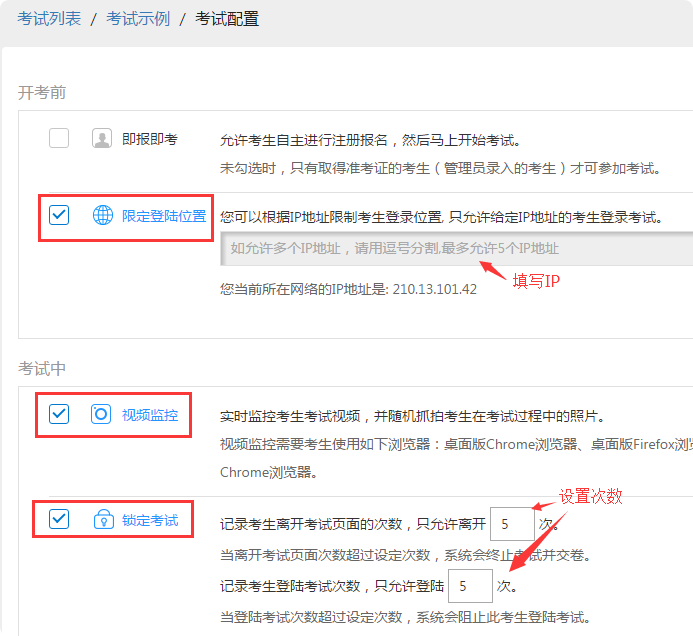 考试列表 / 考试示例 / 考试配置
开考前
即报即考
允许考生自主进行注册报名，然后马上开始考试。
未勾选时，只有取得准考证的考生（管理员录入的考生）才可参加考试。
限定登陆位置
您可以根据IP地址限制考生登录位置, 只允许给定IP地址的考生登录考试。
如允许多个IP地址，请用逗号分割,最多允许5个IP地址
填写IP
您当前所在网络的IP地址是: 210.13.101.42
考试中
视频监控
实时监控考生考试视频，并随机抓拍考生在考试过程中的照片。
视频监控需要考生使用如下浏览器：桌面版Chrome浏览器、桌面版Firefox浏
Chrome浏览器。
设置次数
锁定考试
记录考生离开考试页面的次数，只允许离开 5 次。
当离开考试页面次数超过设定次数，系统会终止考试并交卷。
记录考生登陆考试次数，只允许登陆 5 次。
当登陆考试次数超过设定次数，系统会阻止此考生登陆考试。